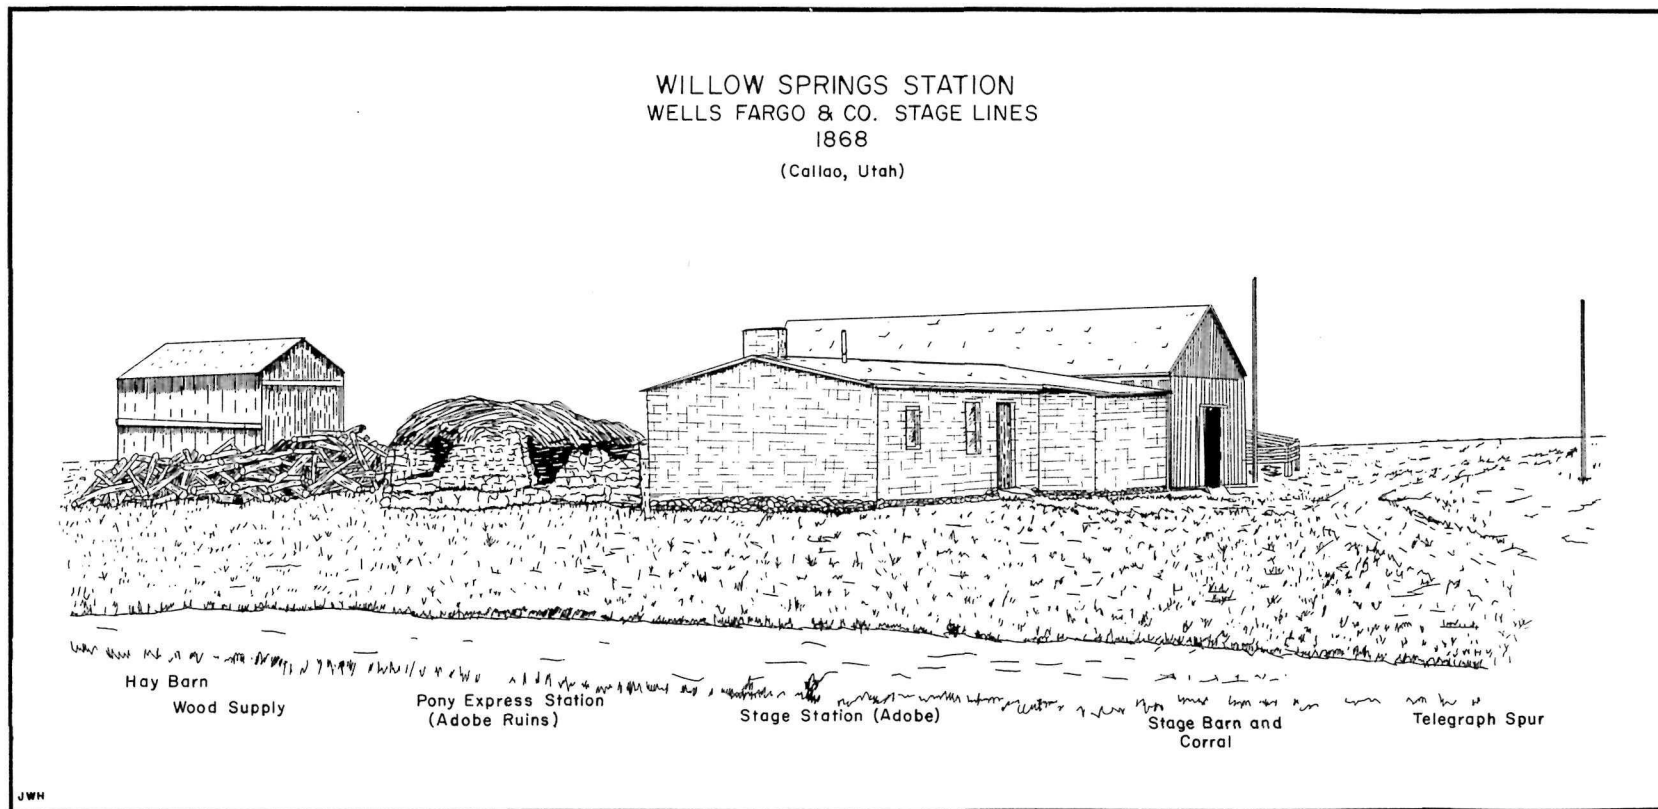 WILLOW SPRINGS STATION
WELLS FARGO & CO. STAGE LINES
1868
(Callao, Utah)
Hay Barn
Wood Supply
Pony Express Station
(Adobe Ruins)
Stage Station (Adobe)
Stage Barn and
Corral
Telegraph Spur
JWH